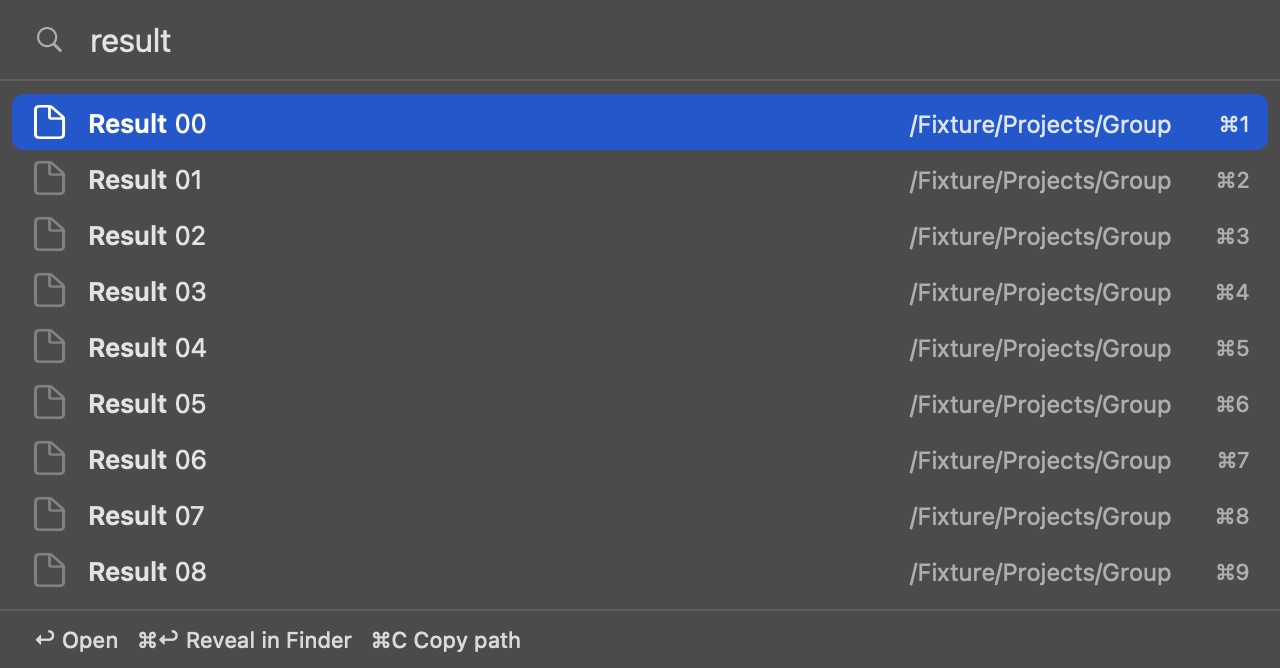 result
Result 00 /Fixture/Projects/Group ⌘1
Result 01 /Fixture/Projects/Group ⌘2
Result 02 /Fixture/Projects/Group ⌘3
Result 03 /Fixture/Projects/Group ⌘4
Result 04 /Fixture/Projects/Group ⌘5
Result 05 /Fixture/Projects/Group ⌘6
Result 06 /Fixture/Projects/Group ⌘7
Result 07 /Fixture/Projects/Group ⌘8
Result 08 /Fixture/Projects/Group ⌘9
↩ Open ⌘↩ Reveal in Finder ⌘C Copy path